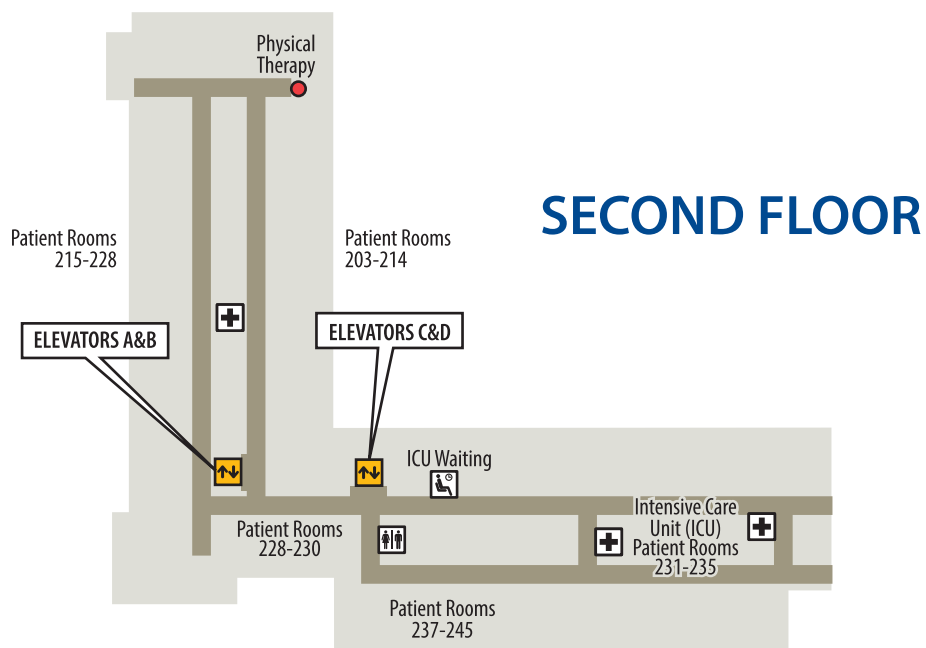 Physical
Therapy
SECOND FLOOR
Patient Rooms
215-228
Patient Rooms
203-214
ELEVATORS A&B
ELEVATORS C&D
ICU Waiting
Patient Rooms
228-230
Intensive Care
Unit (ICU)
Patient Rooms
231-235
Patient Rooms
237-245